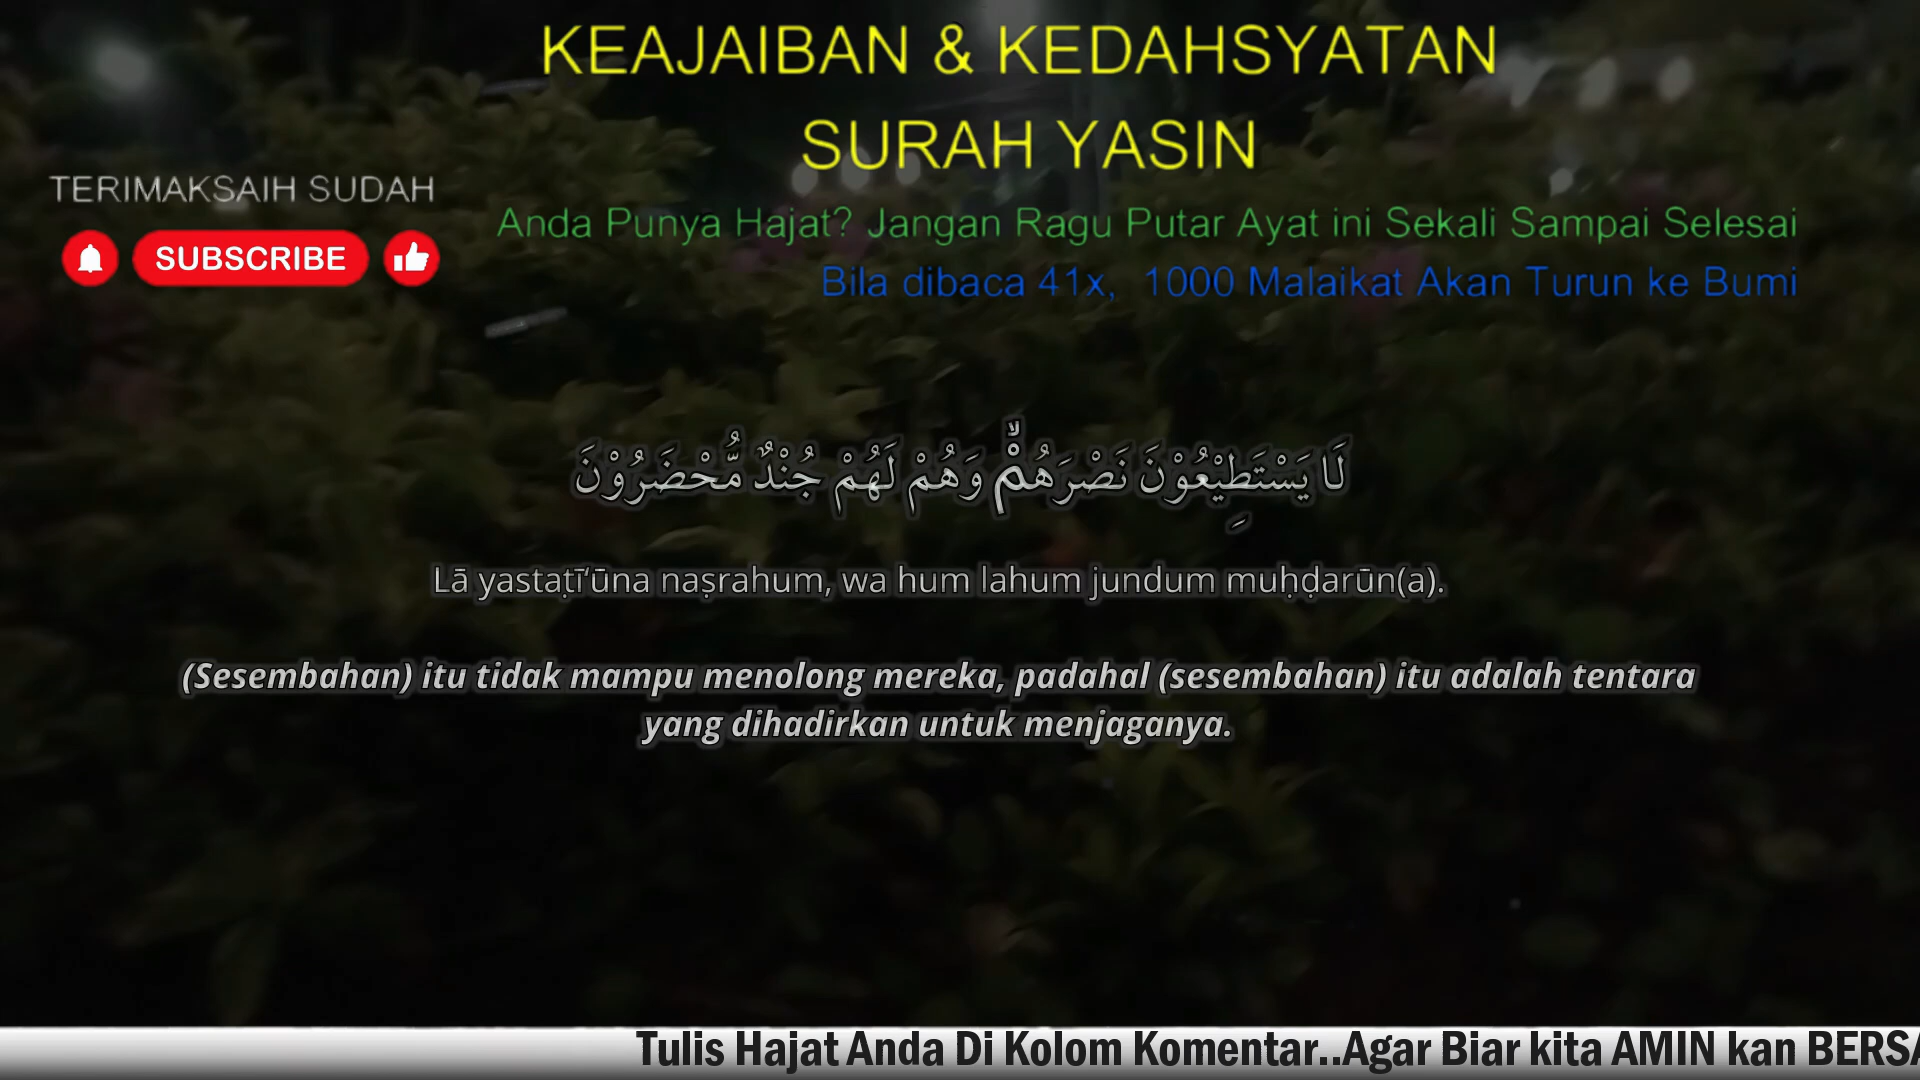 KEAJAIBAN & KEDAHSYATAN
SURAH YASIN
TERIMAKSAIH SUDAH
SUBSCRIBE
Anda Punya Hajat? Jangan Ragu Putar Ayat ini Sekali Sampai Selesai
Bila dibaca 41x, 1000 Malaikat Akan Turun ke Bumi
لَا يَسْتَطِيْعُوْنَ نَصْرَهُمْۙ وَهُمْ لَهُمْ جُنْدٌ مُّحْضَرُوْنَ
Lā yastaṭī‘ūna naṣrahum, wa hum lahum jundum muḥḍarūn(a).
(Sesembahan) itu tidak mampu menolong mereka, padahal (sesembahan) itu adalah tentara
yang dihadirkan untuk menjaganya.
Tulis Hajat Anda Di Kolom Komentar..Agar Biar kita AMIN kan BERSA